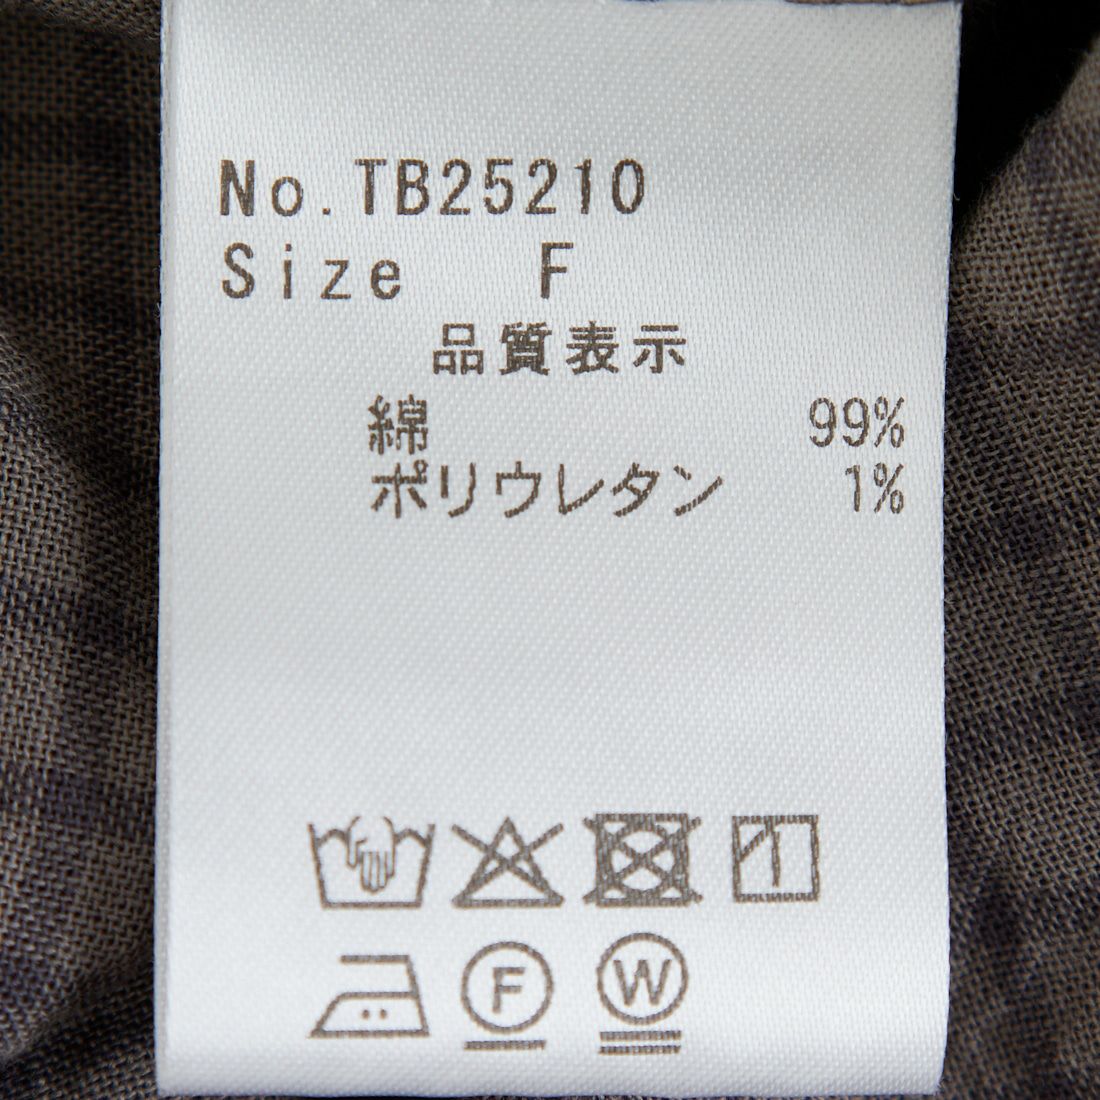 No.TB25210
Size F
品質表示
綿 99%
ポリウレタン 1%
F W